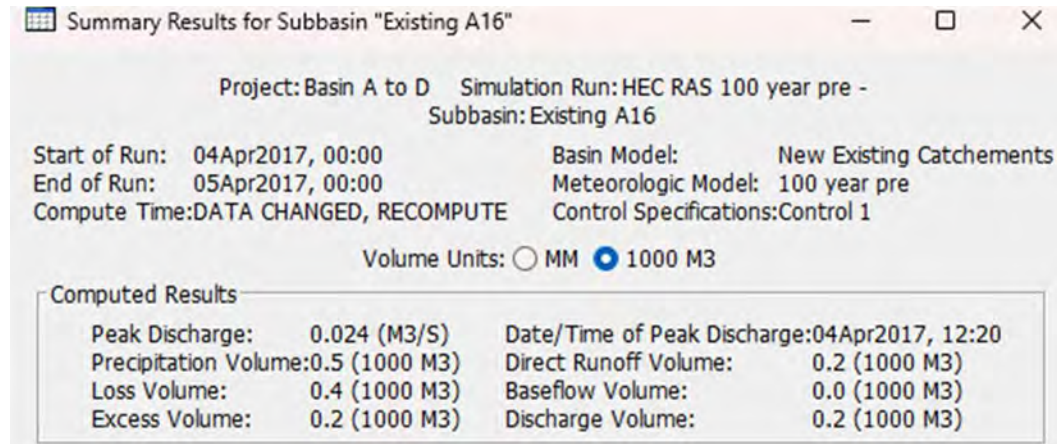 Summary Results for Subbasin "Existing A16"
Project: Basin A to D Simulation Run: HEC RAS 100 year pre -
Subbasin: Existing A16
Start of Run: 04Apr2017, 00:00 Basin Model: New Existing Catchements
End of Run: 05Apr2017, 00:00 Meteorologic Model: 100 year pre
Compute Time:DATA CHANGED, RECOMPUTE Control Specifications:Control 1
Volume Units: MM 1000 M3
Computed Results
Peak Discharge: 0.024 (M3/S) Date/Time of Peak Discharge:04Apr2017, 12:20
Precipitation Volume:0.5 (1000 M3) Direct Runoff Volume: 0.2 (1000 M3)
Loss Volume: 0.4 (1000 M3) Baseflow Volume: 0.0 (1000 M3)
Excess Volume: 0.2 (1000 M3) Discharge Volume: 0.2 (1000 M3)